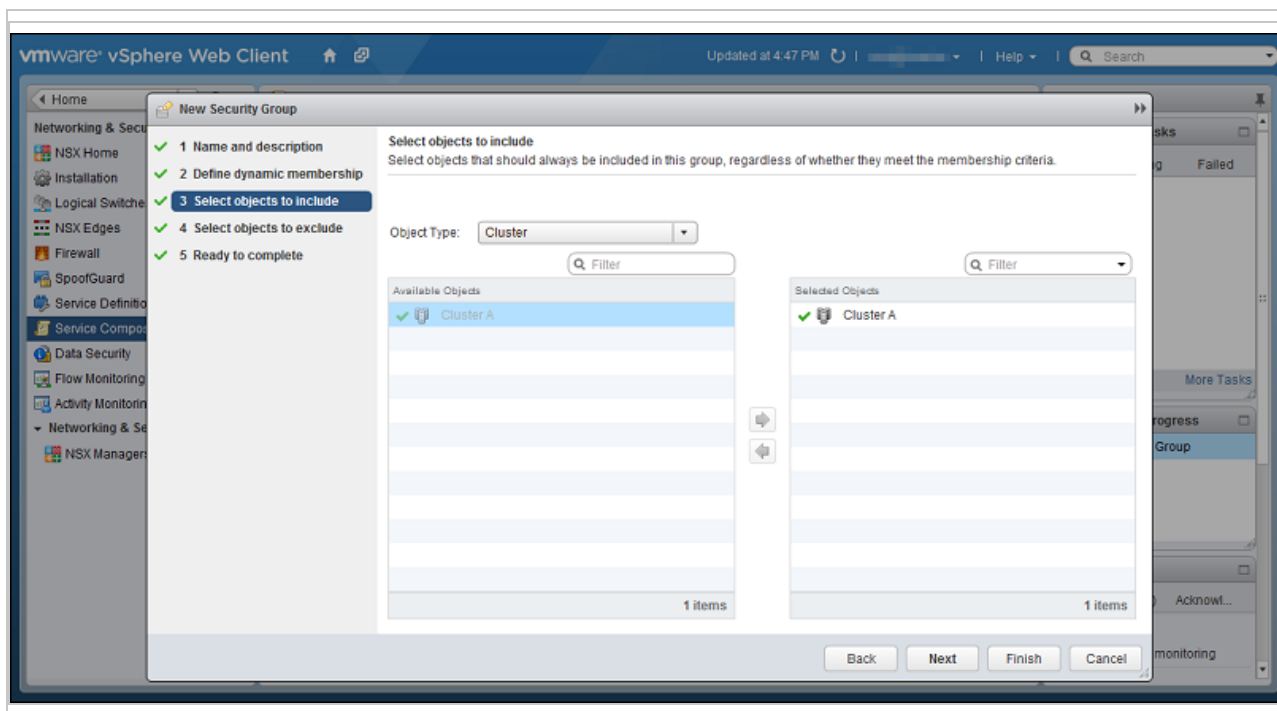 vmware® vSphere Web Client
Updated at 4:47 PM | | Help | Search
Home
Networking & Secu
NSX Home
Installation
Logical Switche
NSX Edges
Firewall
SpoofGuard
Service Definitio
Service Compos
Data Security
Flow Monitoring
Activity Monitorin
Networking & Se
NSX Managers
New Security Group
1 Name and description
2 Define dynamic membership
3 Select objects to include
4 Select objects to exclude
5 Ready to complete
Select objects to include
Select objects that should always be included in this group, regardless of whether they meet the membership criteria.
Object Type: Cluster
Filter
Available Objects
Cluster A
1 items
Filter
Selected Objects
Cluster A
1 items
Back Next Finish Cancel
sks
g Failed
More Tasks
rogress
Group
) Acknowl...
monitoring